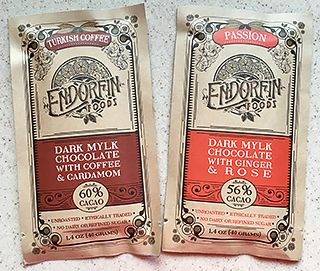 TURKISH COFFEE
ENDORFIN
FOODS
DARK MYLK
CHOCOLATE
WITH COFFEE
& CARDAMOM
60%
CACAO
• UNROASTED • ETHICALLY TRADED •
• NO DAIRY OR REFINED SUGAR •
1.4 OZ (40 GRAMS)
PASSION
ENDORFIN
FOODS
DARK MYLK
CHOCOLATE
WITH GINGER
& ROSE
56%
CACAO
• UNROASTED • ETHICALLY TRADED •
• NO DAIRY OR REFINED SUGAR •
1.4 OZ (40 GRAMS)